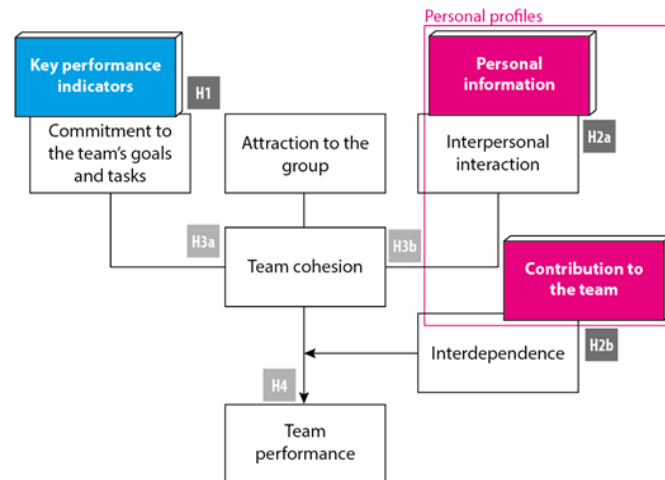 Personal profiles
Key performance
indicators
Personal
information
H1
Commitment to
the team's goals
and tasks
Attraction to the
group
Interpersonal
interaction
H2a
H3a
Team cohesion
H3b
Contribution to
the team
Interdependence
H2b
H4
Team
performance